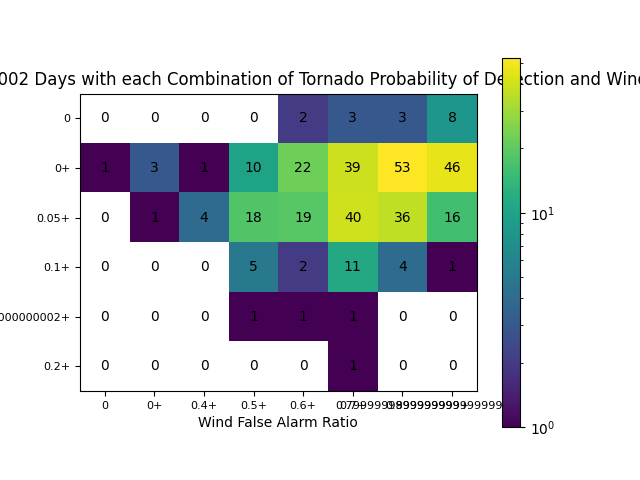 002 Days with each Combination of Tornado Probability of Detection and Wind
0 0 0 0 0 2 3 3 8
0+ 1 3 1 10 22 39 53 46
0.05+ 0 1 4 18 19 40 36 16
0.1+ 0 0 0 5 2 11 4 1
000000002+ 0 0 0 1 1 1 0 0
0.2+ 0 0 0 0 0 1 0 0
0 0+ 0.4+ 0.5+ 0.6+
Wind False Alarm Ratio
10¹
10⁰